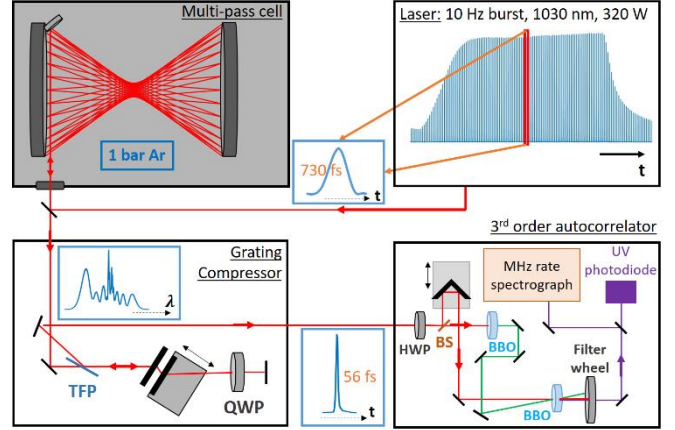 Multi-pass cell
1 bar Ar
Laser: 10 Hz burst, 1030 nm, 320 W
t
730 fs
t
Grating
Compressor
λ
TFP
QWP
56 fs
t
3rd order autocorrelator
MHz rate
spectrograph
UV
photodiode
HWP
BS
BBO
Filter
wheel
BBO